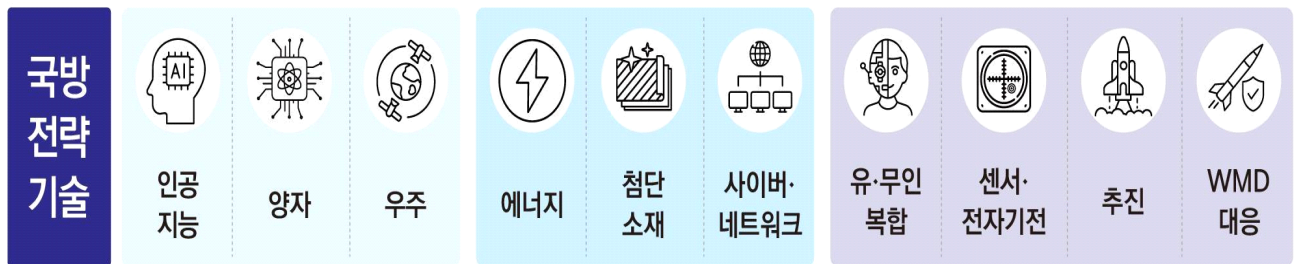 국방
전략
기술
AI
인공
지능
양자
우주
에너지
첨단
소재
사이버·
네트워크
유·무인
복합
센서·
전자기전
추진
WMD
대응